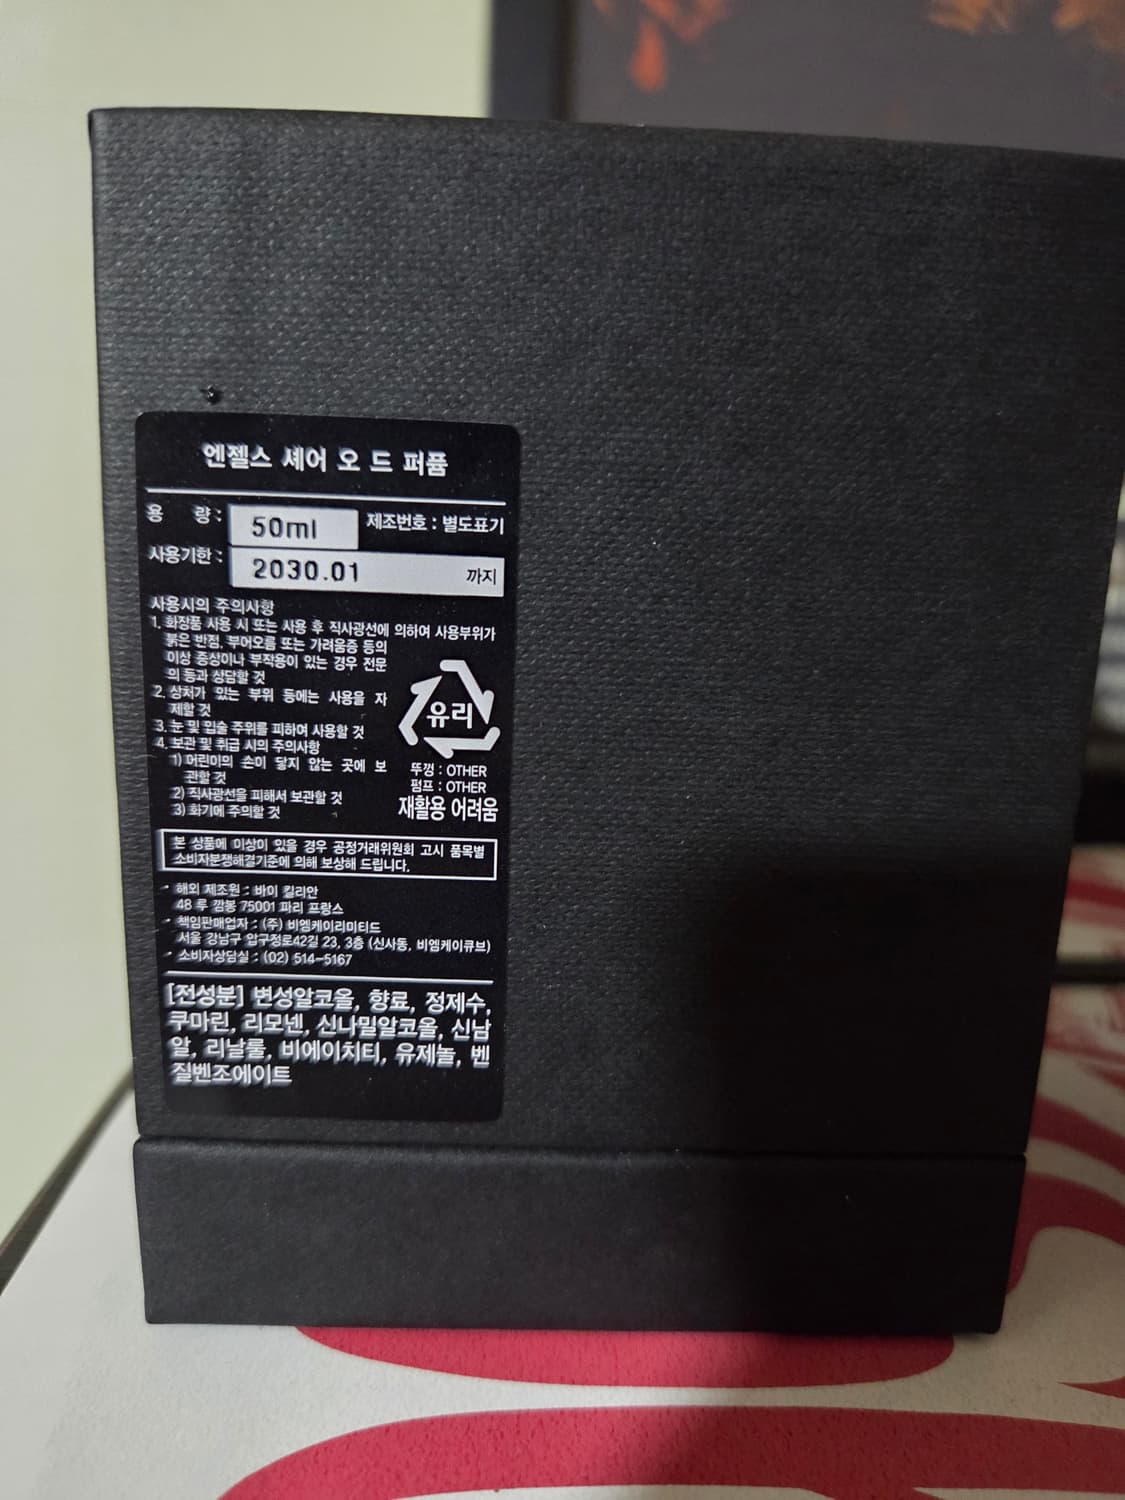 엔젤스 셰어 오 드 퍼퓸
용 량 : 50ml 제조번호 : 별도표기
사용기한 : 2030.01 까지
사용시의 주의사항
1. 화장품 사용 시 또는 사용 후 직사광선에 의하여 사용부위가
붉은 반점, 부어오름 또는 가려움증 등의
이상 증상이나 부작용이 있는 경우 전문
의 등과 상담할 것
2. 상처가 있는 부위 등에는 사용을 자
제할 것
3. 눈 및 입술 주위를 피하여 사용할 것
4. 보관 및 취급 시의 주의사항
1) 어린이의 손이 닿지 않는 곳에 보
관할 것
2) 직사광선을 피해서 보관할 것
3) 화기에 주의할 것
유리
뚜껑 : OTHER
펌프 : OTHER
재활용 어려움
본 상품에 이상이 있을 경우 공정거래위원회 고시 품목별
소비자분쟁해결기준에 의해 보상해 드립니다.
- 해외 제조원 : 바이 킬리안
48 루 깜봉 75001 파리 프랑스
- 책임판매업자 : (주) 비엠케이리미티드
서울 강남구 압구정로42길 23, 3층 (신사동, 비엠케이큐브)
- 소비자상담실 : (02) 514-5167
[전성분] 변성알코올, 향료, 정제수,
쿠마린, 리모넨, 신나밀알코올, 신남
알, 리날룰, 비에이치티, 유제놀, 벤
질벤조에이트